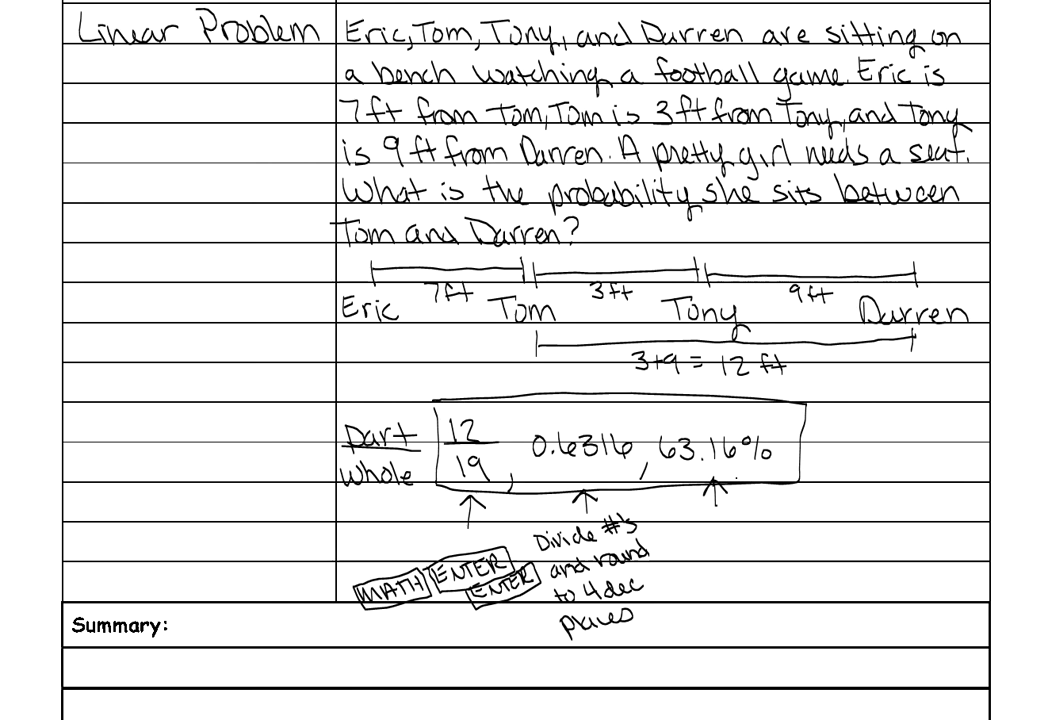 Linear Problem
Eric, Tom, Tony, and Darren are sitting on
a bench watching a football game. Eric is
7ft from Tom, Tom is 3ft from Tony, and Tony
is 9ft from Darren. A pretty girl needs a seat.
What is the probability she sits between
Tom and Darren?
7ft 3ft 9ft
Eric Tom Tony Darren
3+9 = 12 ft
part/whole 12/19, 0.6316, 63.16%
MATH ENTER ENTER
Divide #'s
and round
to 4 dec
places
Summary: